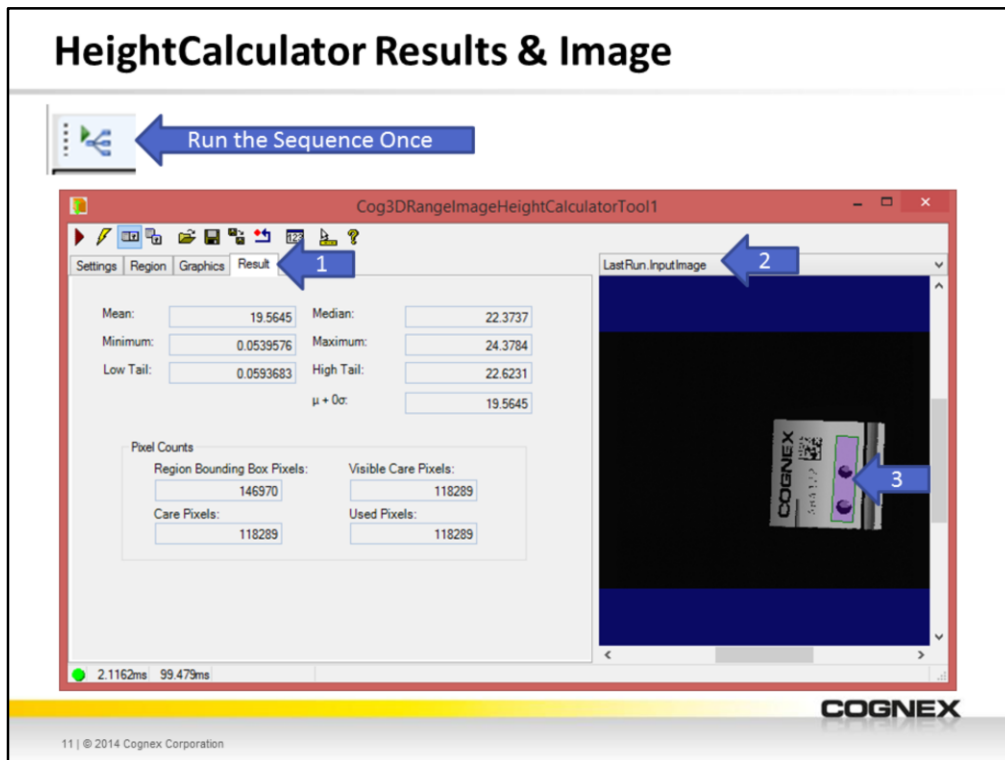 HeightCalculator Results & Image
Run the Sequence Once
Cog3DRangeImageHeightCalculatorTool1
Settings Region Graphics Result 1
LastRun.InputImage 2
Mean: 19.5645 Median: 22.3737
Minimum: 0.0539576 Maximum: 24.3784
Low Tail: 0.0593683 High Tail: 22.6231
μ + 0σ: 19.5645
Pixel Counts
Region Bounding Box Pixels: Visible Care Pixels:
146970 118289
Care Pixels: Used Pixels:
118289 118289
COGNEX
3
2.1162ms 99.479ms
COGNEX
11 | © 2014 Cognex Corporation